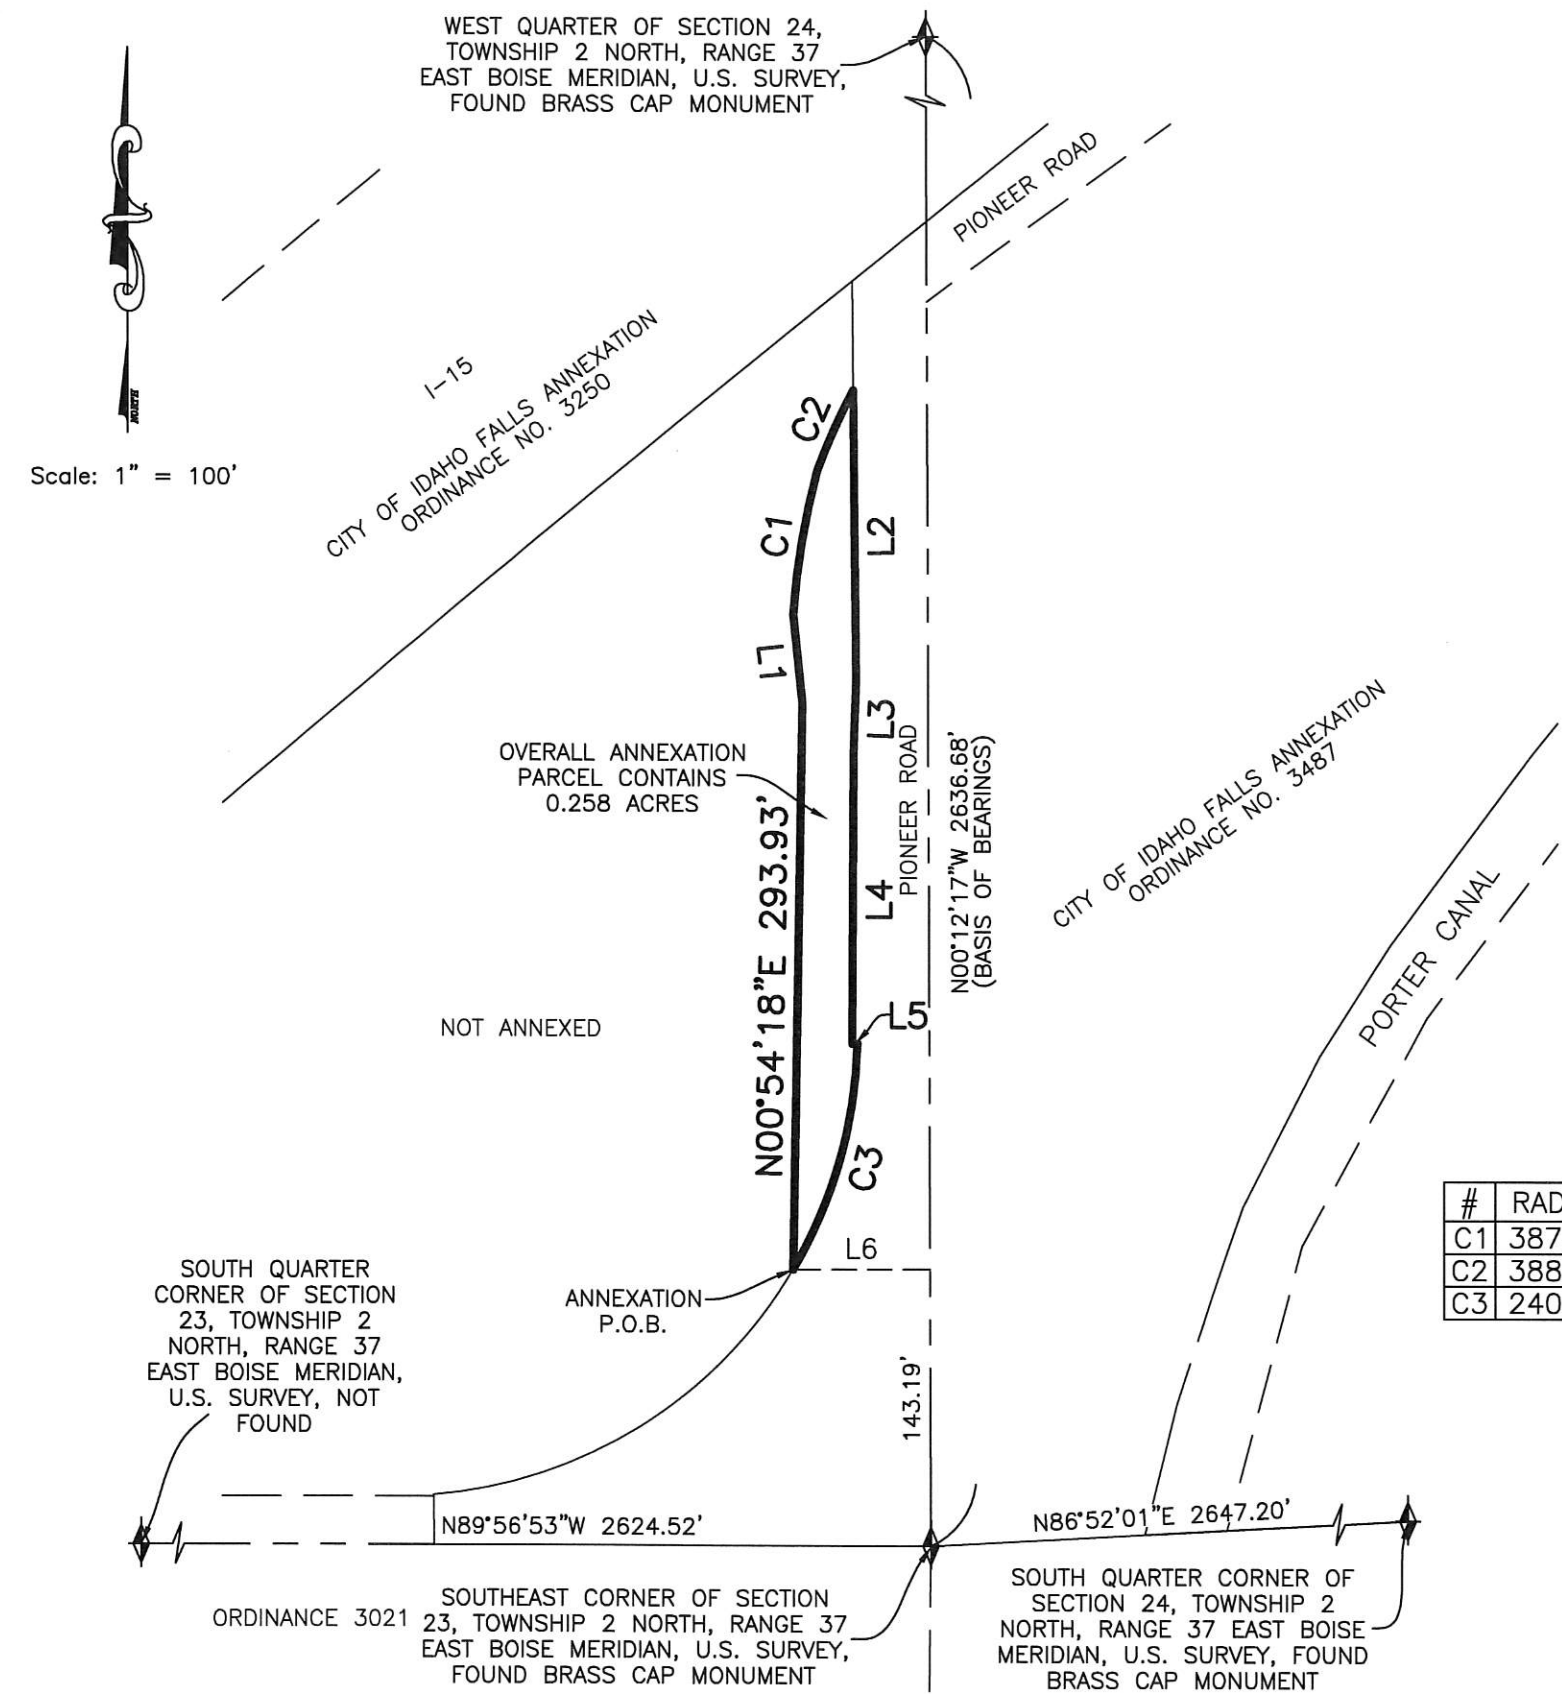 WEST QUARTER OF SECTION 24,
TOWNSHIP 2 NORTH, RANGE 37
EAST BOISE MERIDIAN, U.S. SURVEY,
FOUND BRASS CAP MONUMENT
NORTH
Scale: 1" = 100'
PIONEER ROAD
I-15
CITY OF IDAHO FALLS ANNEXATION
ORDINANCE NO. 3250
C2
C1
L2
L1
L3
OVERALL ANNEXATION
PARCEL CONTAINS
0.258 ACRES
PIONEER ROAD
N00°12'17"W 2636.68'
(BASIS OF BEARINGS)
CITY OF IDAHO FALLS ANNEXATION
ORDINANCE NO. 3487
N00°54'18"E 293.93'
L4
PORTER CANAL
NOT ANNEXED
L5
C3
L6
# RAD
C1 387
C2 388
C3 240
ANNEXATION
P.O.B.
SOUTH QUARTER
CORNER OF SECTION
23, TOWNSHIP 2
NORTH, RANGE 37
EAST BOISE MERIDIAN,
U.S. SURVEY, NOT
FOUND
143.19'
N89°56'53"W 2624.52'
N86°52'01"E 2647.20'
ORDINANCE 3021
SOUTHEAST CORNER OF SECTION
23, TOWNSHIP 2 NORTH, RANGE 37
EAST BOISE MERIDIAN, U.S. SURVEY,
FOUND BRASS CAP MONUMENT
SOUTH QUARTER CORNER OF
SECTION 24, TOWNSHIP 2
NORTH, RANGE 37 EAST BOISE
MERIDIAN, U.S. SURVEY, FOUND
BRASS CAP MONUMENT